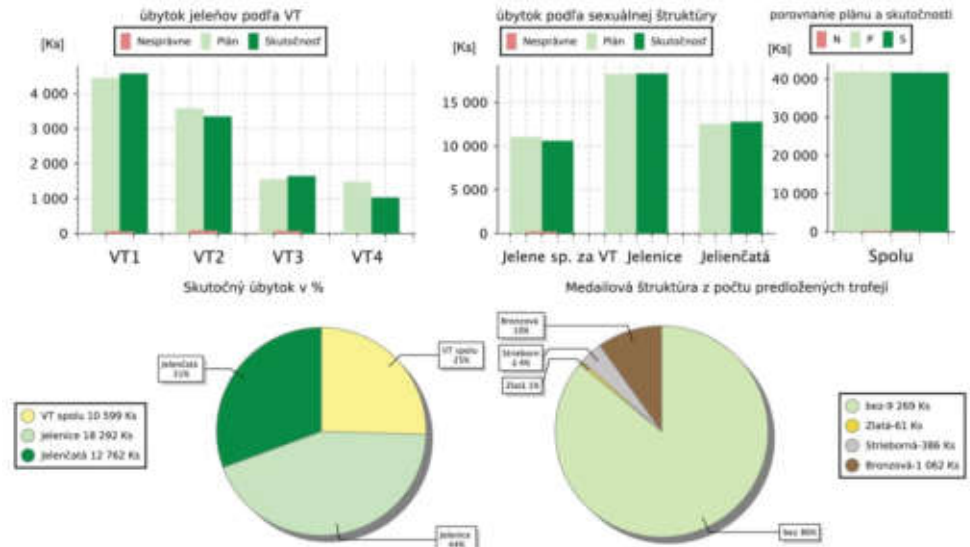 úbytok jeleňov podľa VT
[Ks]
Nesprávne Plán Skutočnosť
4 000
3 000
2 000
1 000
0
VT1 VT2 VT3 VT4
úbytok podľa sexuálnej štruktúry
[Ks]
Nesprávne Plán Skutočnosť
15 000
10 000
5 000
0
Jelene sp. za VT Jelenice Jelienčatá
porovnanie plánu a skutočnosti
[Ks]
N P S
40 000
30 000
20 000
10 000
0
Spolu
Skutočný úbytok v %
Jelenčatá
31%
VT spolu
25%
Jelenice
44%
VT spolu 10 599 Ks
Jelenice 18 292 Ks
Jelenčatá 12 762 Ks
Medailová štruktúra z počtu predložených trofejí
Bronzová
10%
Strieborn
á 4%
Zlatá 1%
bez 86%
bez-9 269 Ks
Zlatá-61 Ks
Strieborná-386 Ks
Bronzová-1 062 Ks